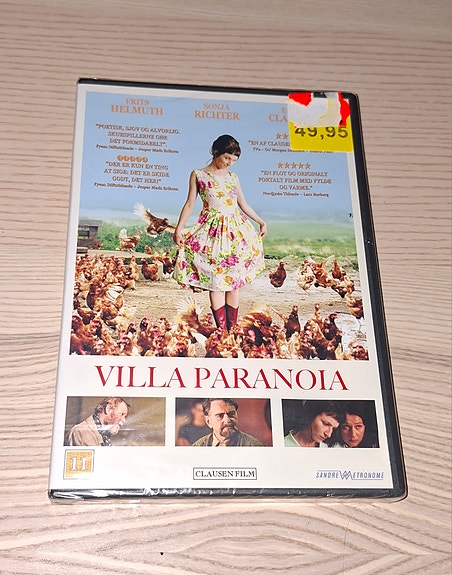 FRITS
HELMUTH
SONJA
RICHTER
49,95
"POETISK, SJOV OG ALVORLIG.
SKUESPILLERNE GØR
DET FORMIDABELT".
Fyens Stiftstidende - Jesper Mads Eriksen
"DER ER KUN EN TING
AT SIGE: DET ER SKIDE
GODT, DET HER!"
Fyens Stiftstidende - Jesper Mads Eriksen
"EN AF CLAUSEN
"EN FLOT OG ORIGINALT
FORTALT FILM MED FYLDE
OG VARME."
Nordjyske Tidende - Lars Borberg
VILLA PARANOIA
11
CLAUSEN FILM
SANDREW METRONOME